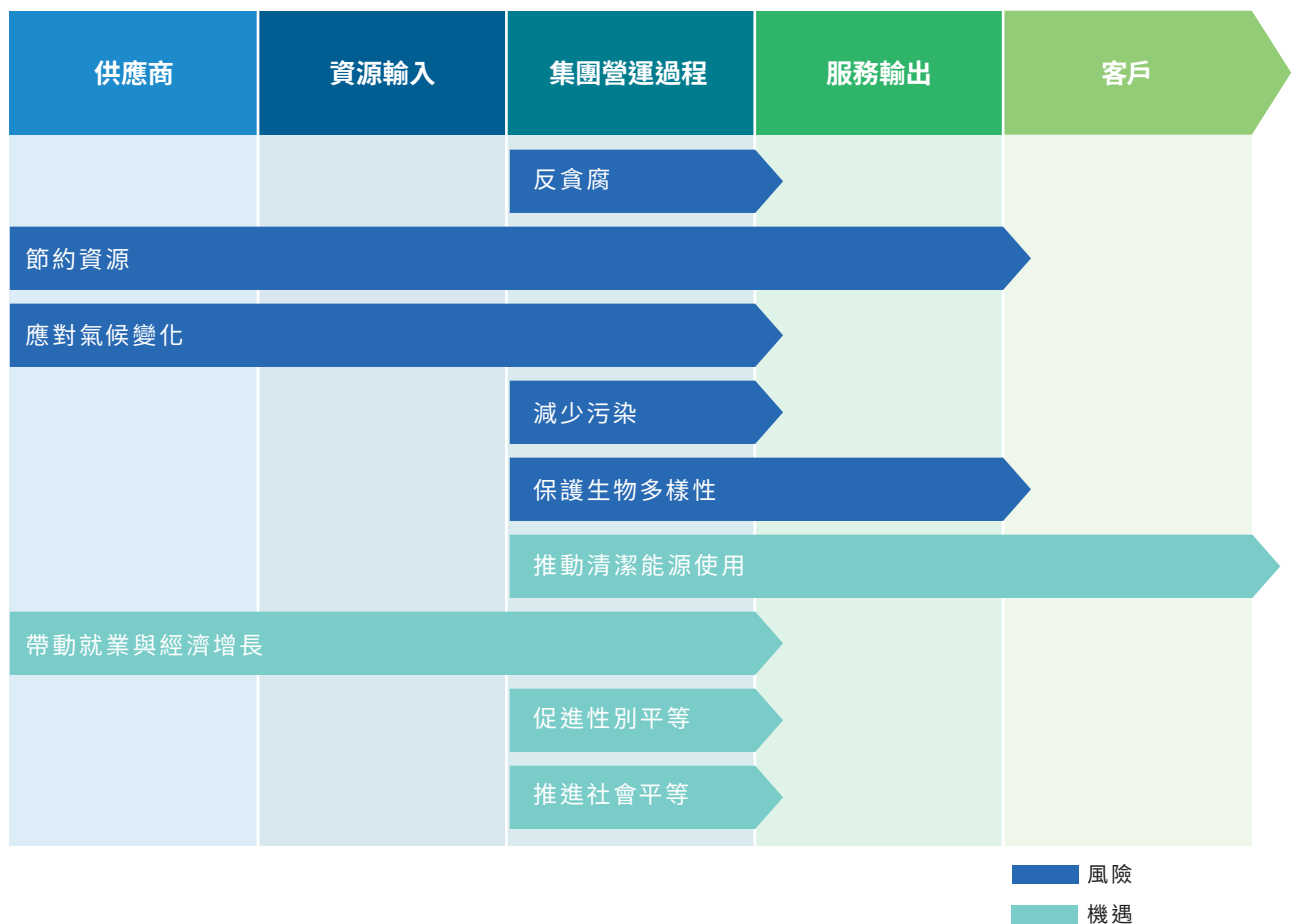 供應商
資源輸入
集團營運過程
服務輸出
客戶
反貪腐
節約資源
應對氣候變化
減少污染
保護生物多樣性
推動清潔能源使用
帶動就業與經濟增長
促進性別平等
推進社會平等
風險
機遇